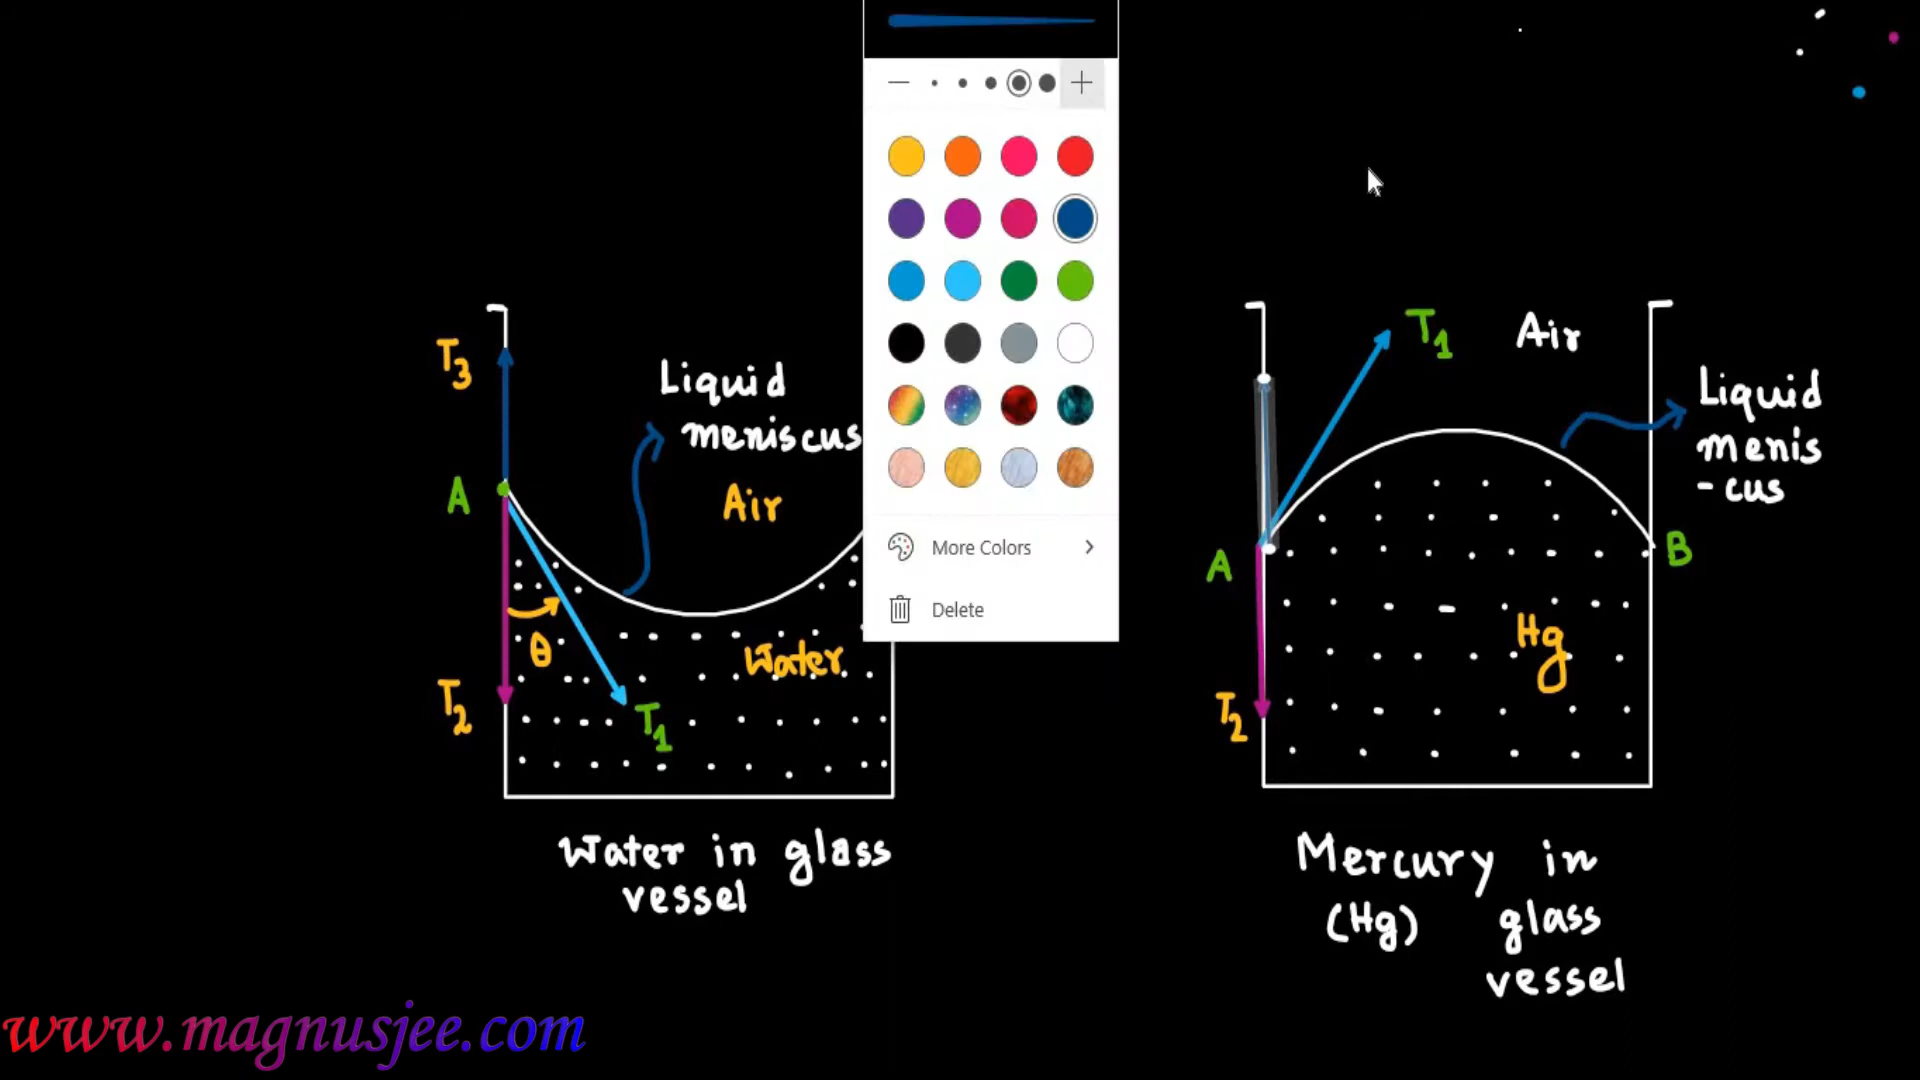 T1
Air
T3
Liquid
meniscus
Liquid
menis
-cus
A
Air
More Colors
B
A
Delete
θ
Water
Hg
T2
T1
T2
Water in glass
vessel
Mercury in
(Hg) glass
vessel
www.magnusjee.com